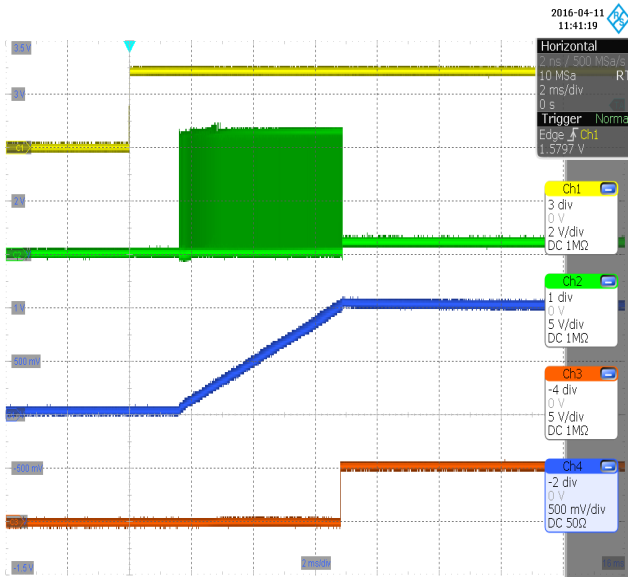 2016-04-11
11:41:19
Horizontal
2 ns / 500 MSa/s
10 MSa RT
2 ms/div
0 s
Trigger Norma
Edge Ch1
1.5797 V
Ch1
3 div
0 V
2 V/div
DC 1MΩ
Ch2
1 div
0 V
5 V/div
DC 1MΩ
Ch3
-4 div
0 V
5 V/div
DC 1MΩ
Ch4
-2 div
0 V
500 mV/div
DC 50Ω
3.5 V
3 V
2 V
1 V
500 mV
-500 mV
-1.5 V
2 ms/div
16 ms